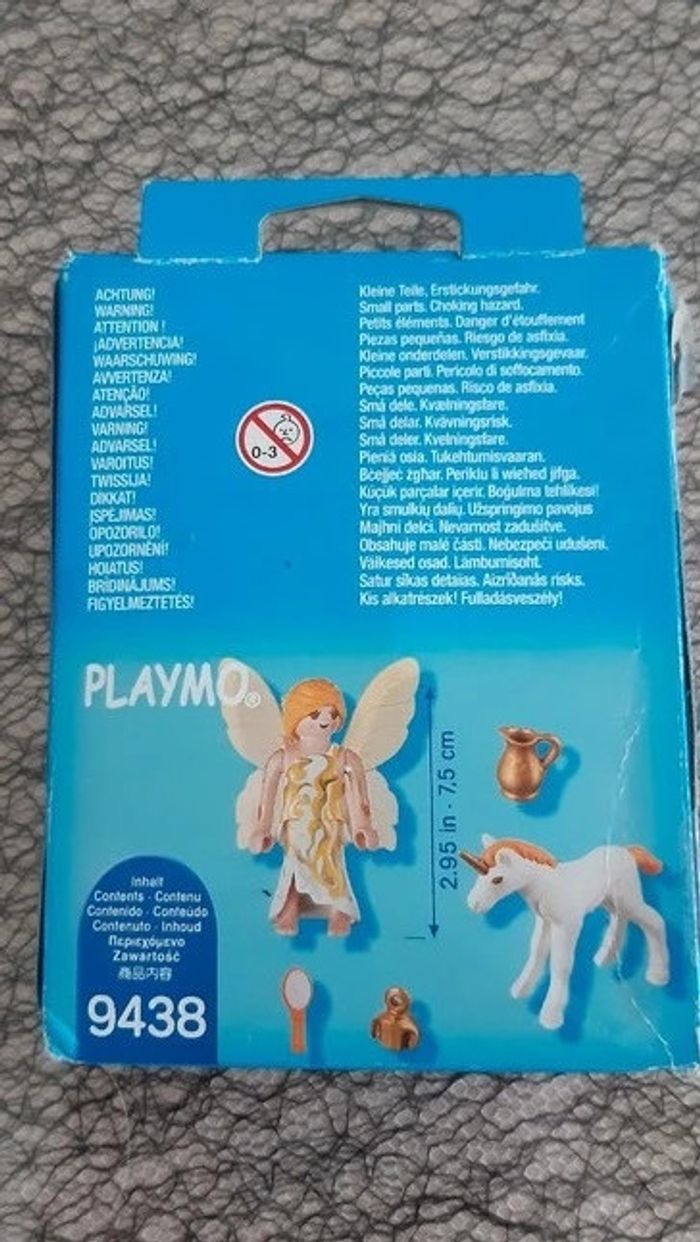 ACHTUNG!
WARNING!
ATTENTION !
¡ADVERTENCIA!
WAARSCHUWING!
AVVERTENZA!
ATENÇÃO!
ADVARSEL!
VARNING!
ADVARSEL!
VAROITUS!
TWISSIJA!
DIKKAT!
ĮSPĖJIMAS!
OPOZORILO!
UPOZORNĚNÍ!
HOIATUS!
BRĪDINĀJUMS!
FIGYELMEZTETÉS!
0-3
Kleine Teile, Erstickungsgefahr.
Small parts. Choking hazard.
Petits éléments. Danger d'étouffement
Piezas pequeñas. Riesgo de asfixia.
Kleine onderdelen. Verstikkingsgevaar.
Piccole parti. Pericolo di soffocamento.
Peças pequenas. Risco de asfixia.
Små dele. Kvælningsfare.
Små delar. Kvävningsrisk.
Små deler. Kvelningsfare.
Pieniä osia. Tukehtumisvaaran.
Bċejjeċ żgħar. Periklu li wieħed jifga.
Küçük parçalar içerir. Boğulma tehlikesi!
Yra smulkių dalių. Užspringimo pavojus
Majhni delci. Nevarnost zadušitve.
Obsahuje malé části. Nebezpečí udušení.
Väikesed osad. Lämbumisoht.
Satur sīkas detaļas. Aizrīšanās risks.
Kis alkatrészek! Fulladásveszély!
PLAYMO®
2.95 in - 7,5 cm
Inhalt
Contents · Contenu
Contenido · Conteúdo
Contenuto · Inhoud
Περιεχόμενο
Zawartość
商品内容
9438